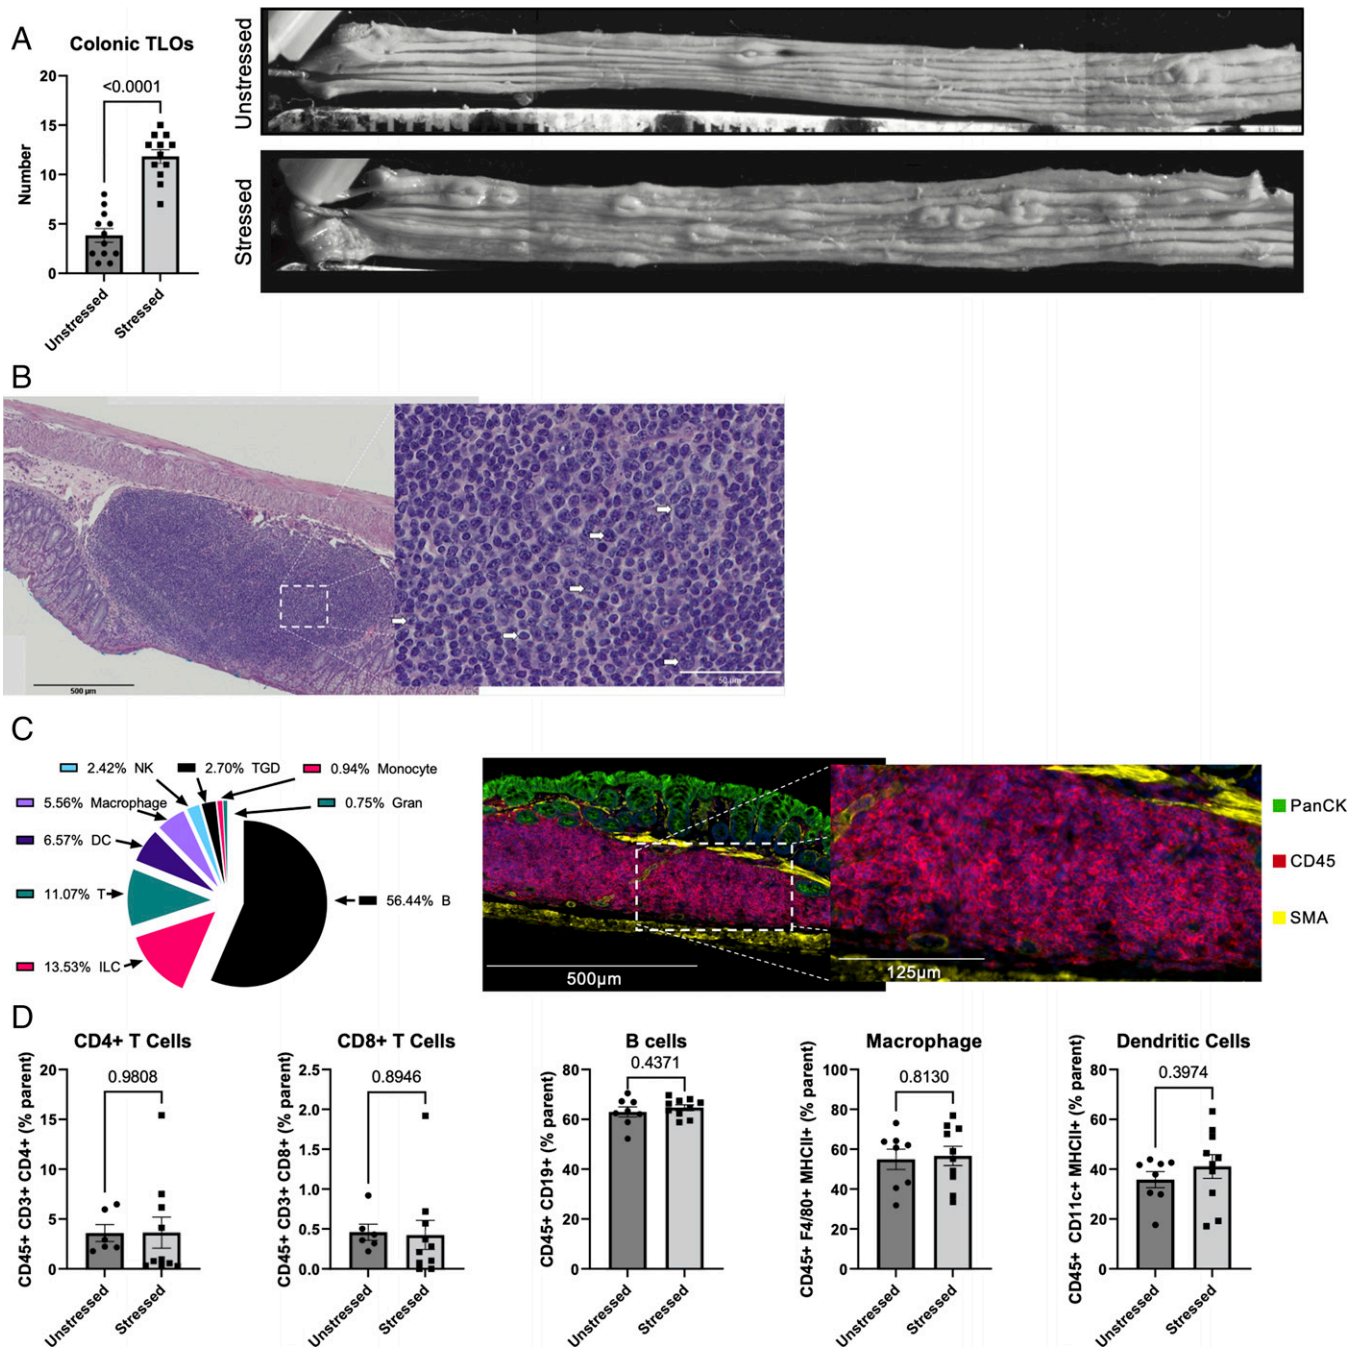 A
Colonic TLOs
<0.0001
20
15
10
5
0
Number
Unstressed
Stressed
Unstressed
Stressed
B
500 µm
50 µm
C
2.42% NK
2.70% TGD
0.94% Monocyte
5.56% Macrophage
0.75% Gran
6.57% DC
11.07% T
56.44% B
13.53% ILC
500µm
125µm
PanCK
CD45
SMA
D
CD4+ T Cells
0.9808
20
15
10
5
0
CD45+ CD3+ CD4+ (% parent)
Unstressed
Stressed
CD8+ T Cells
0.8946
2.5
2.0
1.5
1.0
0.5
0.0
CD45+ CD3+ CD8+ (% parent)
Unstressed
Stressed
B cells
0.4371
80
60
40
20
0
CD45+ CD19+ (% parent)
Unstressed
Stressed
Macrophage
0.8130
100
80
60
40
20
0
CD45+ F4/80+ MHCII+ (% parent)
Unstressed
Stressed
Dendritic Cells
0.3974
80
60
40
20
0
CD45+ CD11c+ MHCII+ (% parent)
Unstressed
Stressed